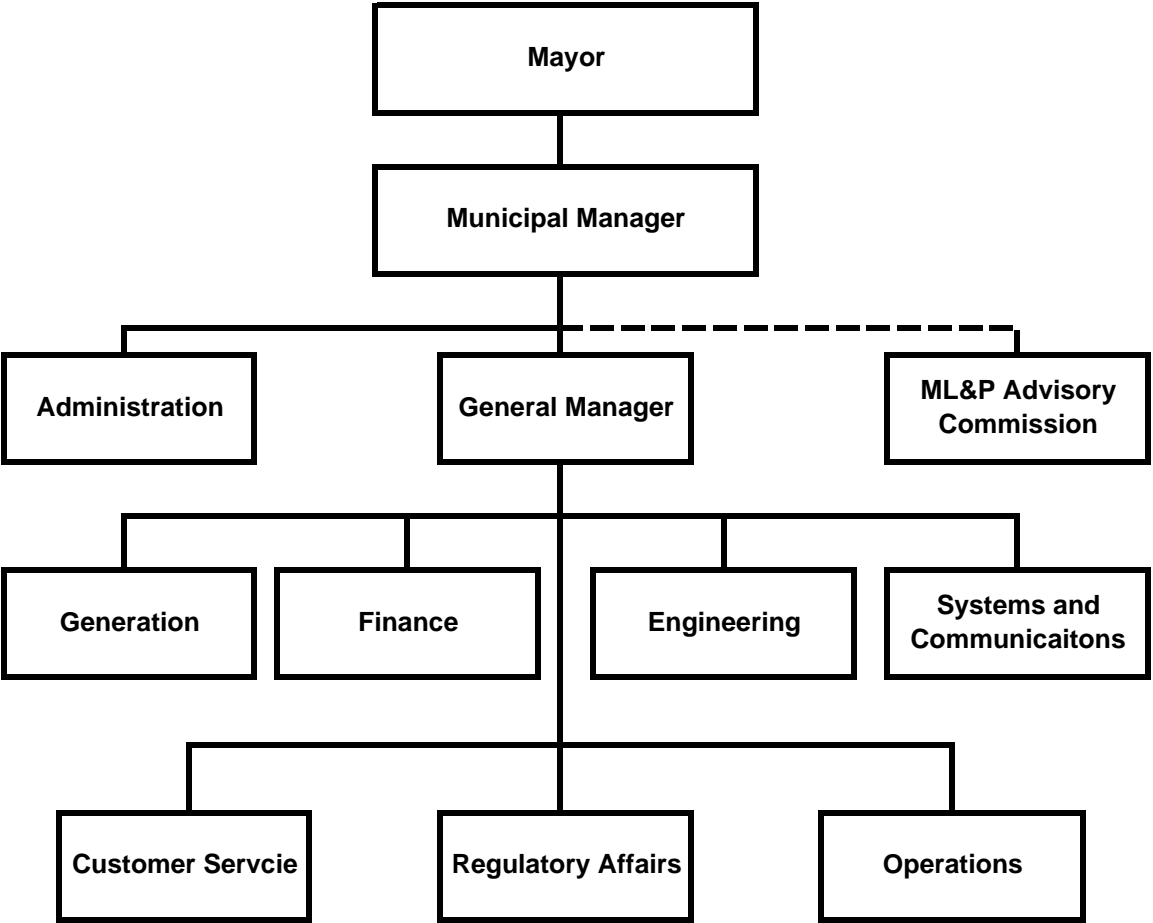 Mayor
Municipal Manager
Administration
General Manager
ML&P Advisory
Commission
Generation
Finance
Engineering
Systems and
Communicaitons
Customer Servcie
Regulatory Affairs
Operations